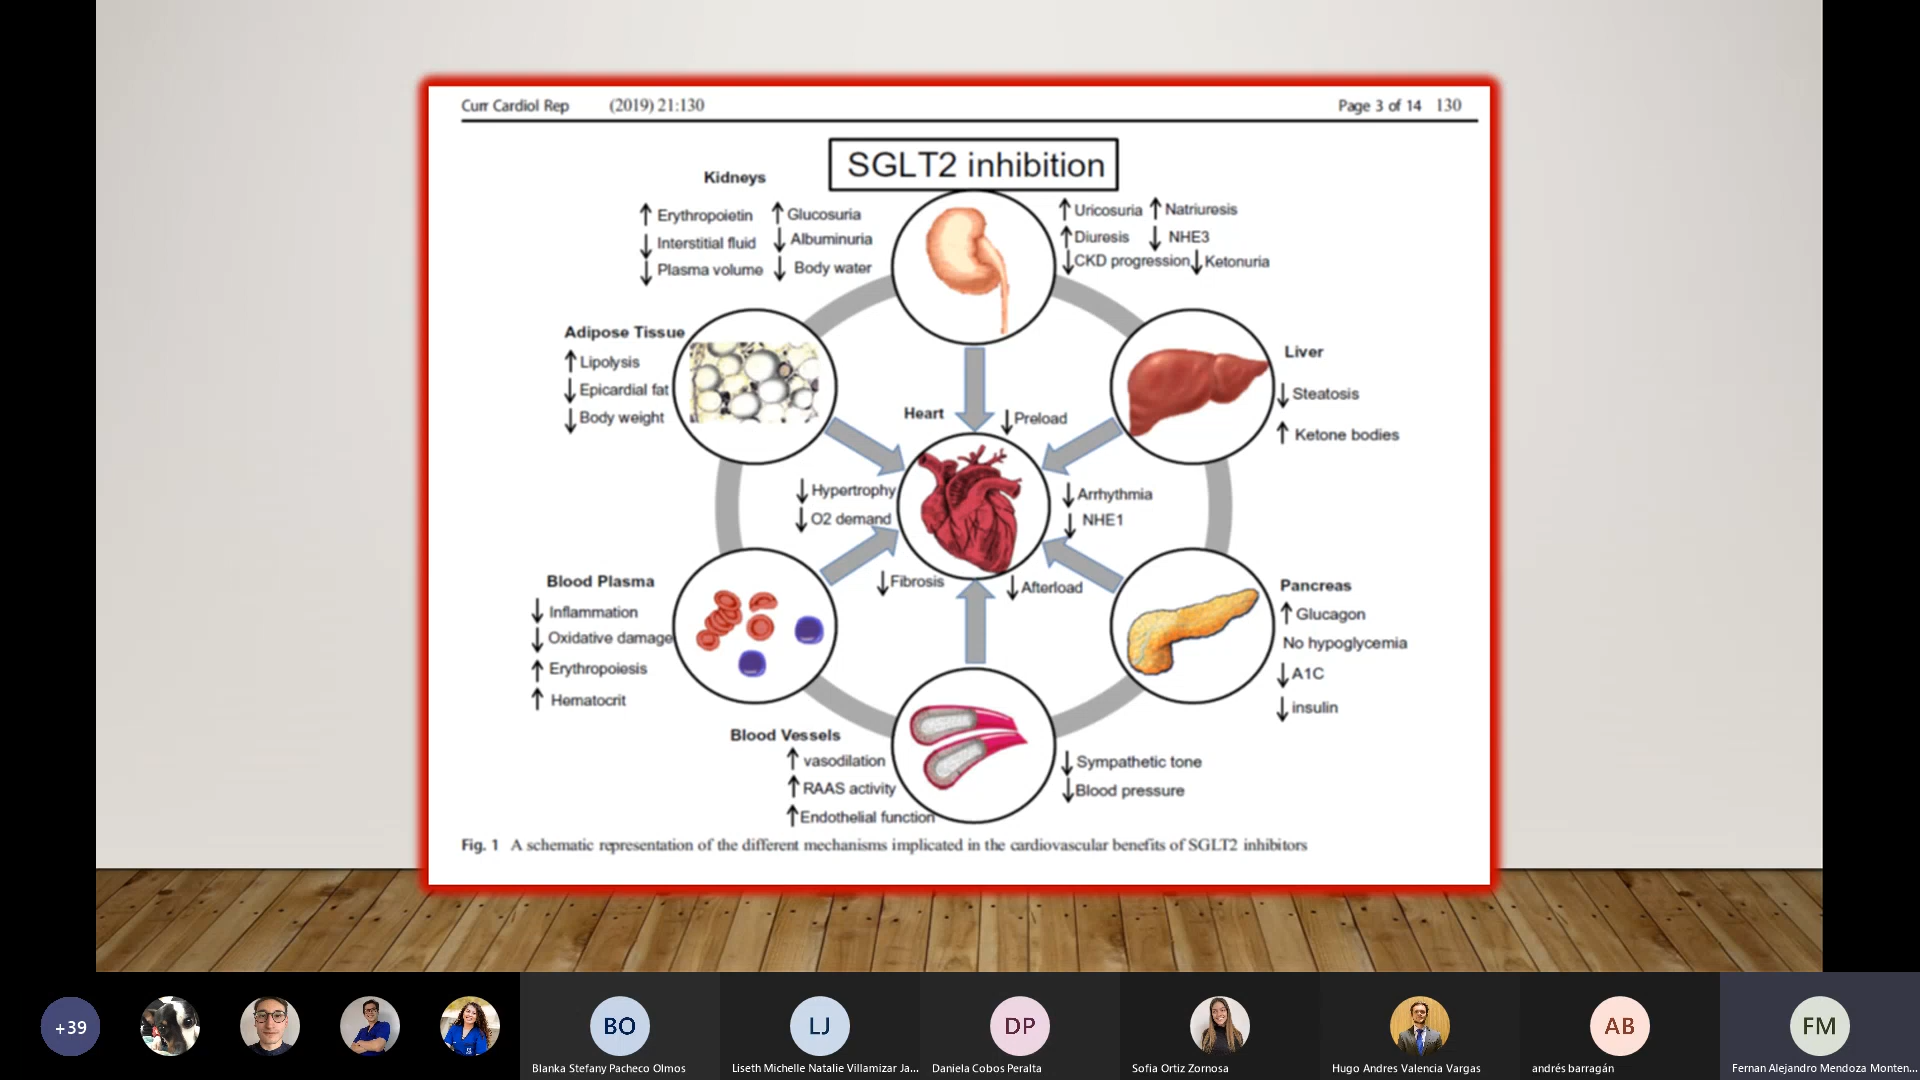 Curr Cardiol Rep (2019) 21:130 Page 3 of 14 130
SGLT2 inhibition
Kidneys
↑ Erythropoietin ↑ Glucosuria
↓ Interstitial fluid ↓ Albuminuria
↓ Plasma volume ↓ Body water
↑ Uricosuria ↑ Natriuresis
↑ Diuresis ↓ NHE3
↓ CKD progression ↓ Ketonuria
Adipose Tissue
↑ Lipolysis
↓ Epicardial fat
↓ Body weight
Liver
↓ Steatosis
↑ Ketone bodies
Heart
↓ Preload
↓ Hypertrophy
↓ O2 demand
↓ Arrhythmia
↓ NHE1
↓ Fibrosis
↓ Afterload
Blood Plasma
↓ Inflammation
↓ Oxidative damage
↑ Erythropoiesis
↑ Hematocrit
Pancreas
↑ Glucagon
No hypoglycemia
↓ A1C
↓ insulin
Blood Vessels
↑ vasodilation
↑ RAAS activity
↑ Endothelial function
↓ Sympathetic tone
↓ Blood pressure
Fig. 1 A schematic representation of the different mechanisms implicated in the cardiovascular benefits of SGLT2 inhibitors
+39
BO
LJ
DP
AB
FM
Blanka Stefany Pacheco Olmos
Liseth Michelle Natalie Villamizar Ja...
Daniela Cobos Peralta
Sofia Ortiz Zornosa
Hugo Andres Valencia Vargas
andrés barragán
Fernan Alejandro Mendoza Monten...